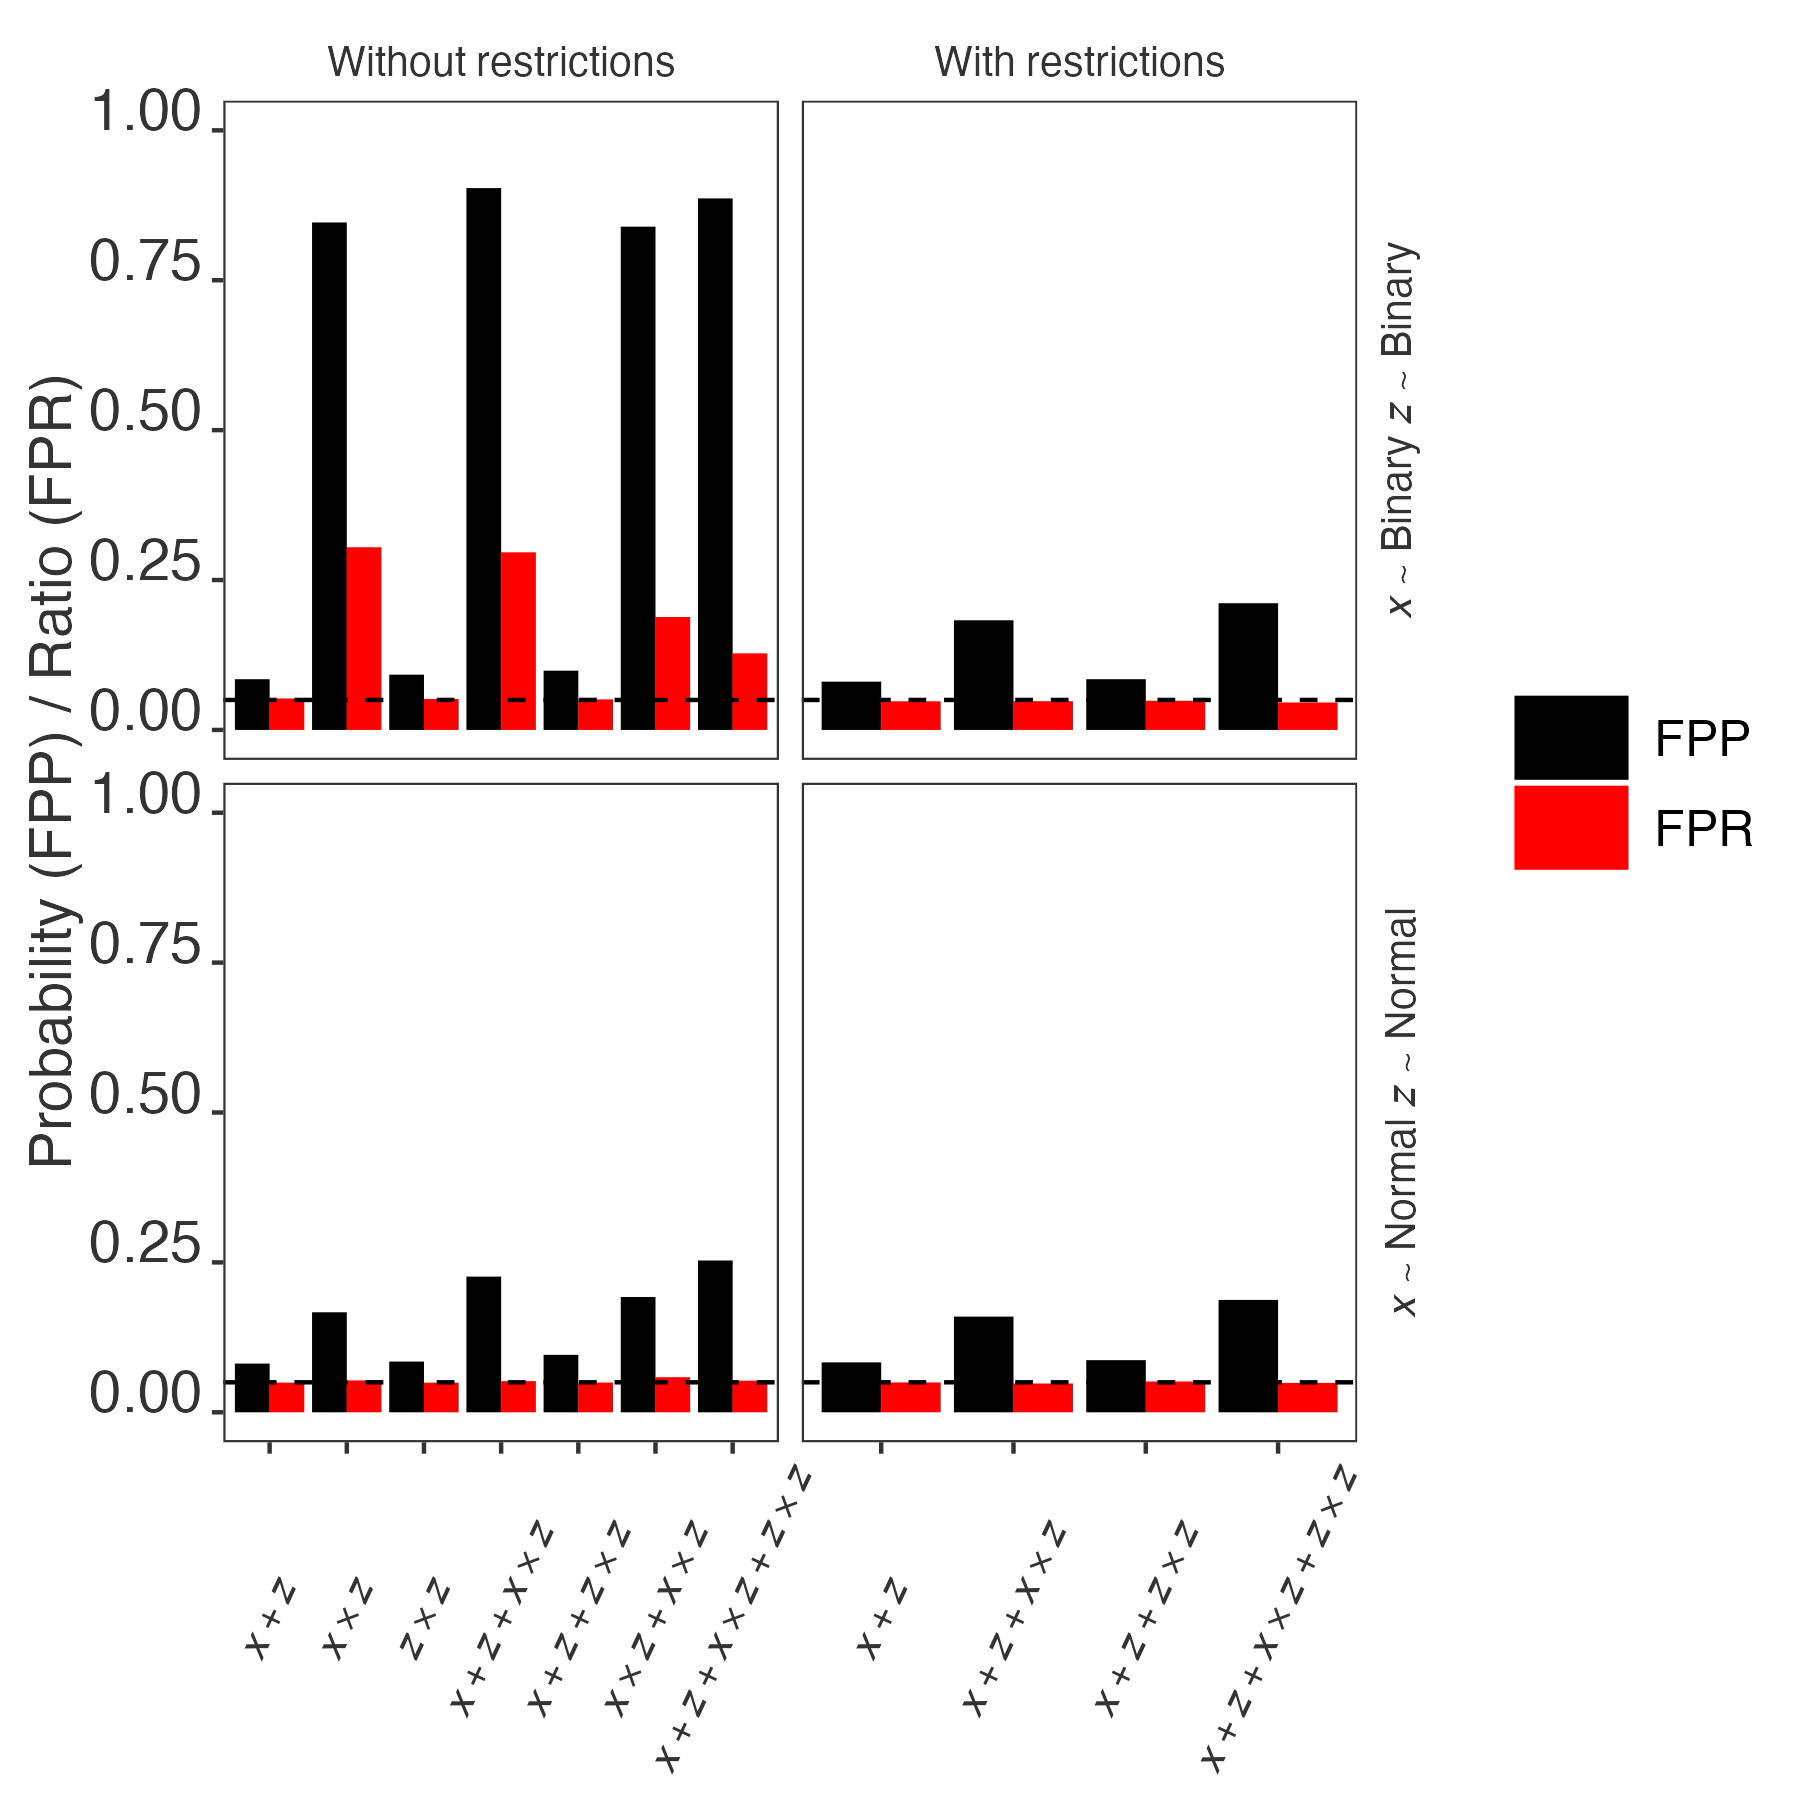 Without restrictions
With restrictions
Probability (FPP) / Ratio (FPR)
1.00
0.75
0.50
0.25
0.00
x ~ Binary z ~ Binary
1.00
0.75
0.50
0.25
0.00
x ~ Normal z ~ Normal
FPP
FPR
x + z
x × z
z × z
x + z + x × z
x + z + z × z
x × z + x × z
x + z + x × z + z × z
x + z
x + z + x × z
x + z + z × z
x + z + x × z + z × z